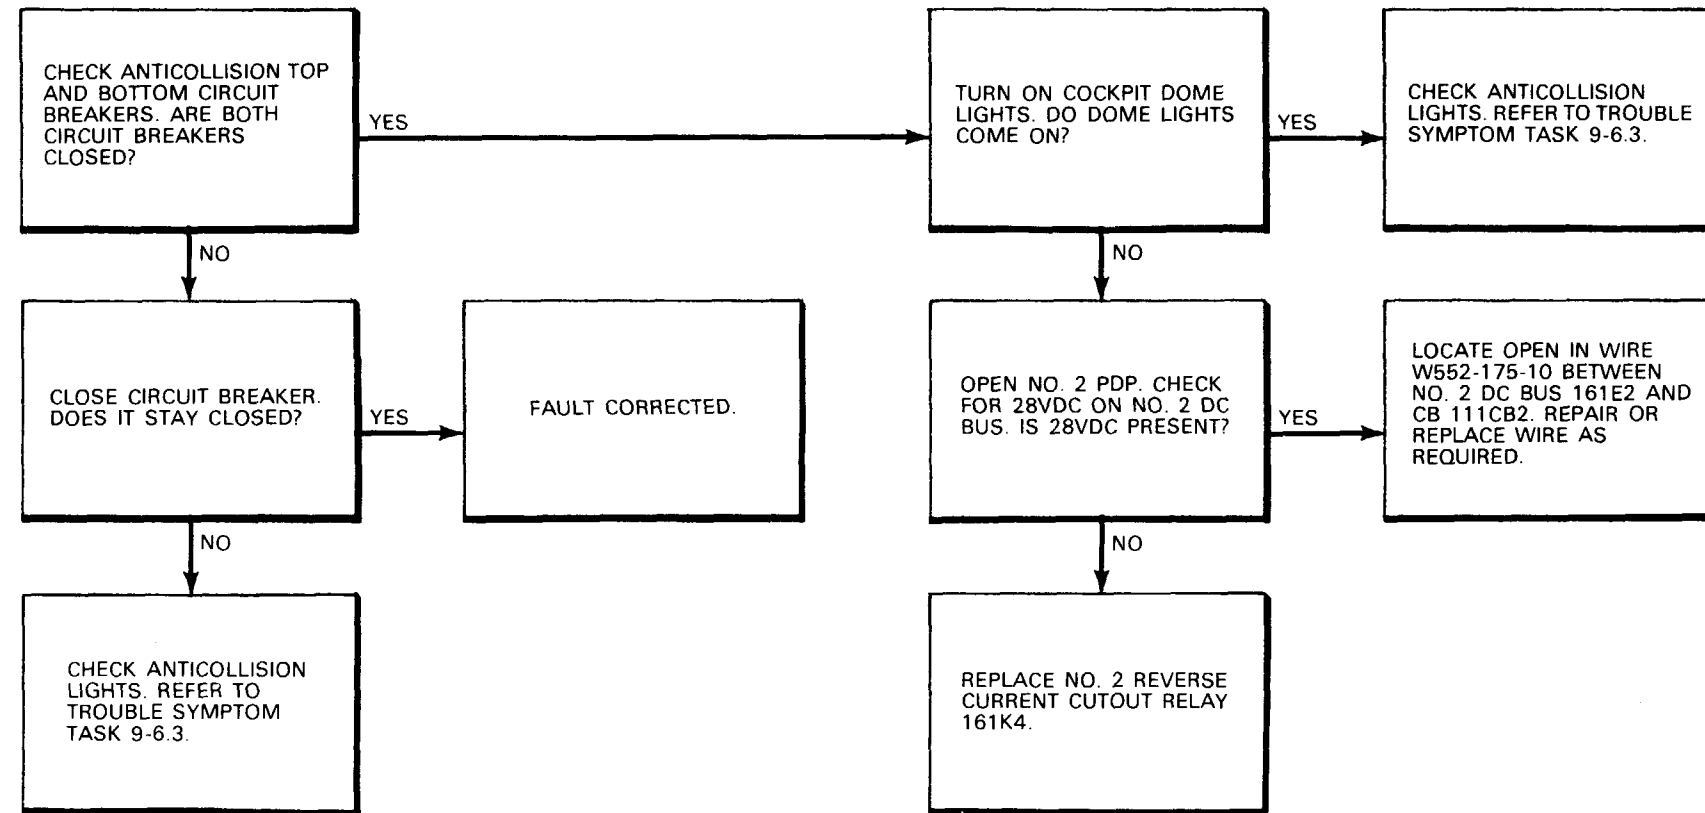 CHECK ANTICOLLISION TOP
AND BOTTOM CIRCUIT
BREAKERS. ARE BOTH
CIRCUIT BREAKERS
CLOSED?
YES
TURN ON COCKPIT DOME
LIGHTS. DO DOME LIGHTS
COME ON?
YES
CHECK ANTICOLLISION
LIGHTS. REFER TO TROUBLE
SYMPTOM TASK 9-6.3.
NO
NO
CLOSE CIRCUIT BREAKER.
DOES IT STAY CLOSED?
YES
FAULT CORRECTED.
OPEN NO. 2 PDP. CHECK
FOR 28VDC ON NO. 2 DC
BUS. IS 28VDC PRESENT?
YES
LOCATE OPEN IN WIRE
W552-175-10 BETWEEN
NO. 2 DC BUS 161E2 AND
CB 111CB2. REPAIR OR
REPLACE WIRE AS
REQUIRED.
NO
NO
CHECK ANTICOLLISION
LIGHTS. REFER TO
TROUBLE SYMPTOM
TASK 9-6.3.
REPLACE NO. 2 REVERSE
CURRENT CUTOUT RELAY
161K4.